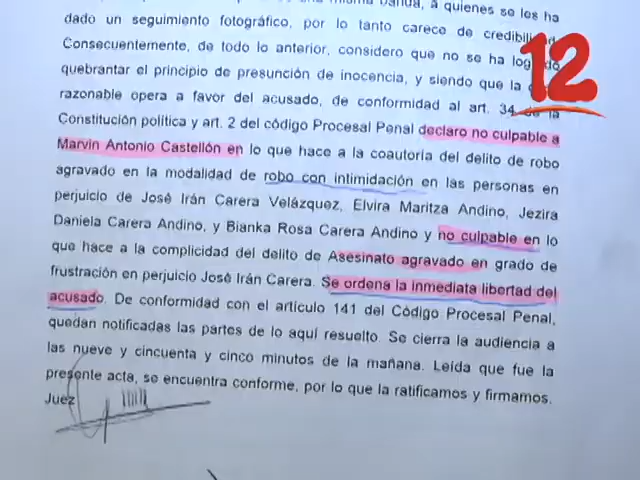 misma banda, a quienes se les ha
dado un seguimiento fotográfico, por lo tanto carece de
Consecuentemente, de todo lo anterior, considero que no se ha
quebrantar el principio de presunción de inocencia, y siendo que la
razonable opera a favor del acusado, de conformidad al art. 34 de la
Constitución política y art. 2 del código Procesal Penal declaro no culpable a
Marvin Antonio Castellón en lo que hace a la coautoría del delito de robo
agravado en la modalidad de robo con intimidación en las personas en
perjuicio de José Irán Carera Velázquez, Elvira Maritza Andino, Jezira
Daniela Carera Andino, y Bianka Rosa Carera Andino y no culpable en lo
que hace a la complicidad del delito de Asesinato agravado en grado de
frustración en perjuicio José Irán Carera. Se ordena la inmediata libertad del
acusado. De conformidad con el artículo 141 del Código Procesal Penal,
quedan notificadas las partes de lo aquí resuelto. Se cierra la audiencia a
las nueve y cincuenta y cinco minutos de la mañana. Leída que fue la
presente acta, se encuentra conforme, por lo que la ratificamos y firmamos.
Juez
12